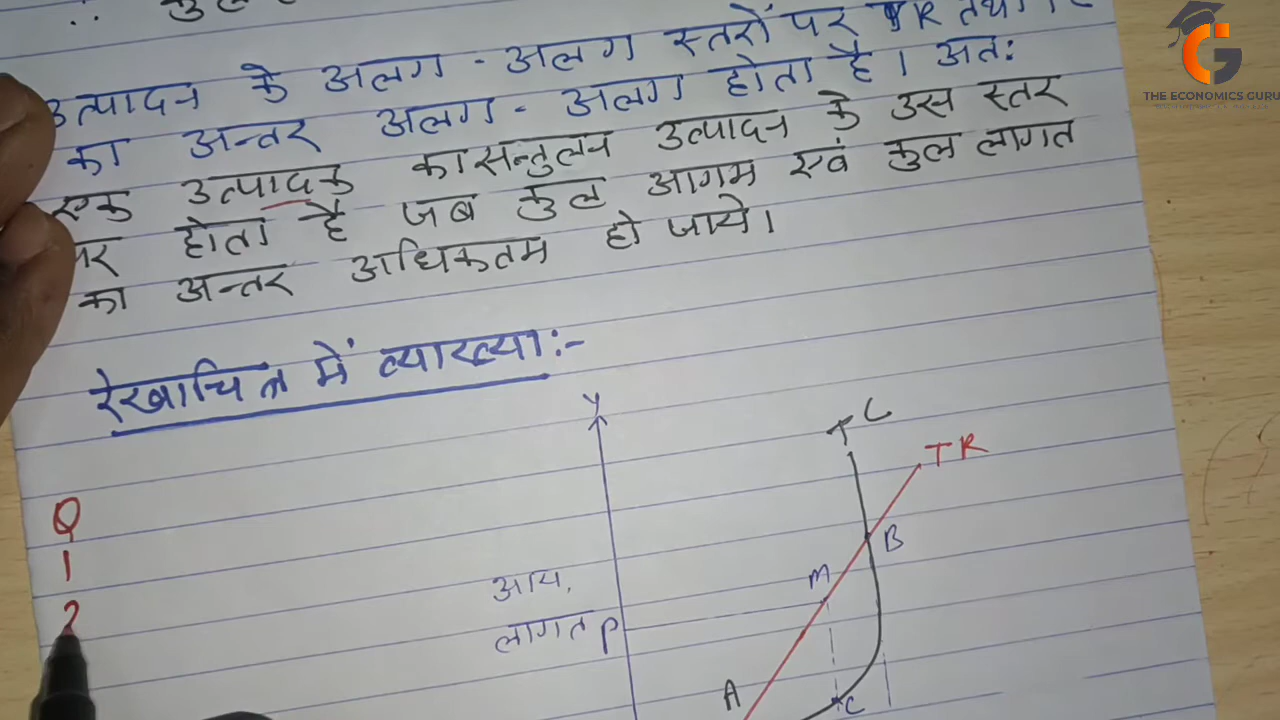 ∴ कुल
उत्पादन के अलग - अलग स्तरों पर TR तथा
का अन्तर अलग - अलग होता है। अतः
एक उत्पादक का सन्तुलन उत्पादन के उस स्तर
पर होता है जब कुल आगम एवं कुल लागत
का अन्तर अधिकतम हो जाये।
रेखाचित्र में व्याख्या:-
Y
TC
TR
Q
1
2
B
M
आय,
लागत
P
A
C
G
THE ECONOMICS GURU